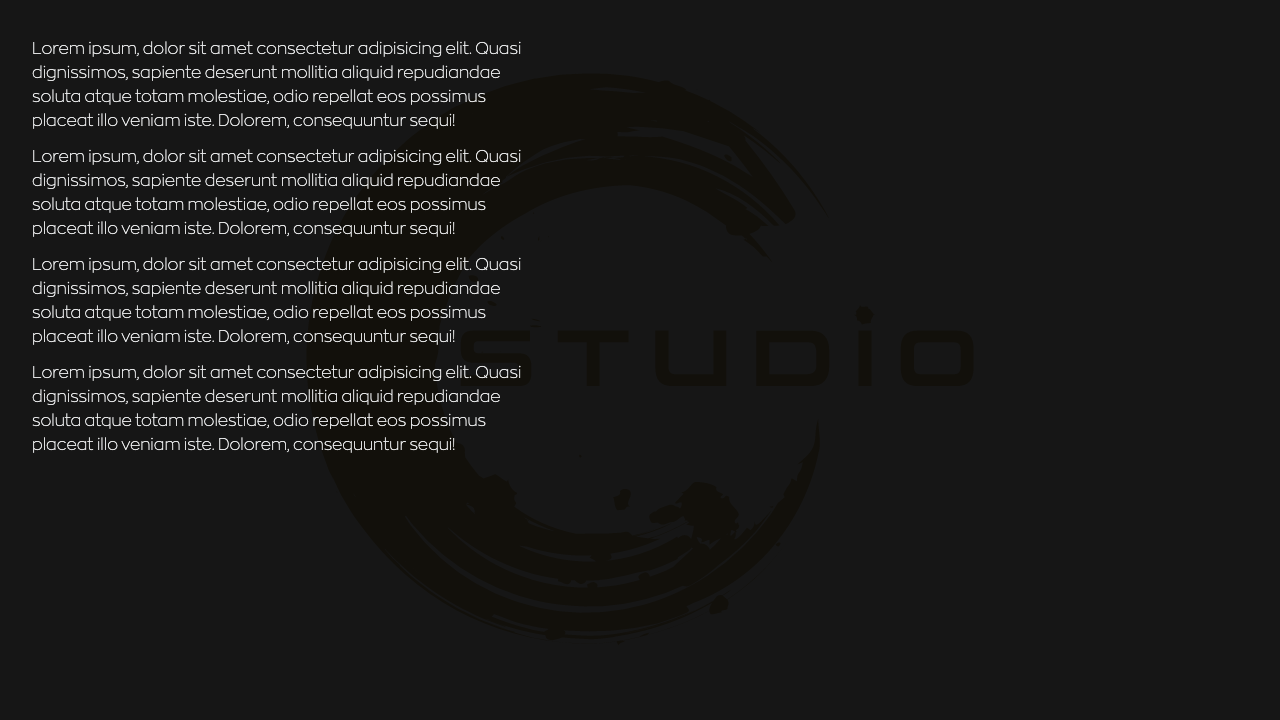 Lorem ipsum, dolor sit amet consectetur adipisicing elit. Quasi
dignissimos, sapiente deserunt mollitia aliquid repudiandae
soluta atque totam molestiae, odio repellat eos possimus
placeat illo veniam iste. Dolorem, consequuntur sequi!
Lorem ipsum, dolor sit amet consectetur adipisicing elit. Quasi
dignissimos, sapiente deserunt mollitia aliquid repudiandae
soluta atque totam molestiae, odio repellat eos possimus
placeat illo veniam iste. Dolorem, consequuntur sequi!
Lorem ipsum, dolor sit amet consectetur adipisicing elit. Quasi
dignissimos, sapiente deserunt mollitia aliquid repudiandae
soluta atque totam molestiae, odio repellat eos possimus
placeat illo veniam iste. Dolorem, consequuntur sequi!
Lorem ipsum, dolor sit amet consectetur adipisicing elit. Quasi
dignissimos, sapiente deserunt mollitia aliquid repudiandae
soluta atque totam molestiae, odio repellat eos possimus
placeat illo veniam iste. Dolorem, consequuntur sequi!
STUDiO